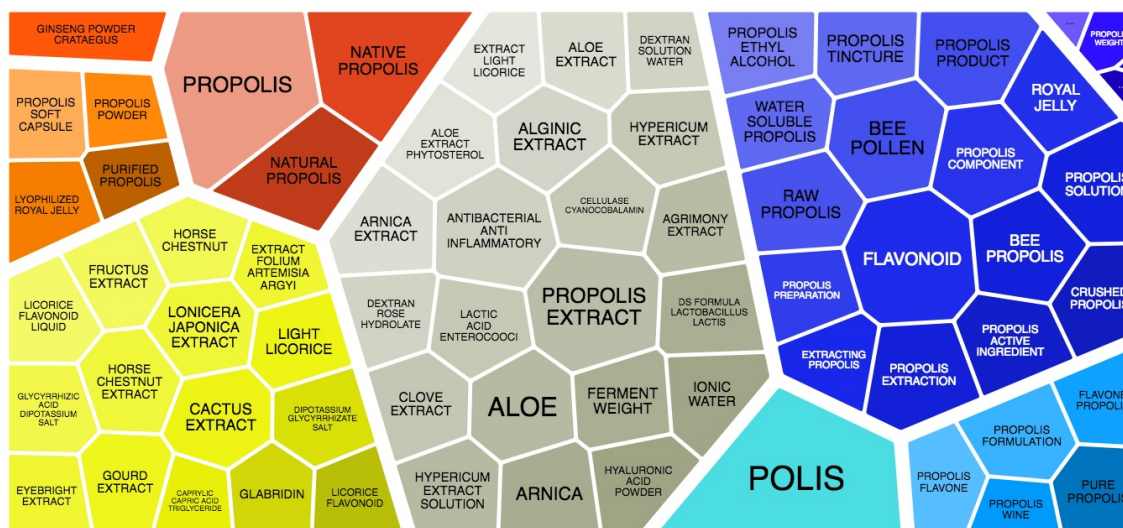 GINSENG POWDER
CRATAEGUS
PROPOLIS
SOFT
CAPSULE
PROPOLIS
POWDER
LYOPHILIZED
ROYAL JELLY
PURIFIED
PROPOLIS
PROPOLIS
NATIVE
PROPOLIS
NATURAL
PROPOLIS
HORSE
CHESTNUT
FRUCTUS
EXTRACT
EXTRACT
FOLIUM
ARTEMISIA
ARGYI
LICORICE
FLAVONOID
LIQUID
LONICERA
JAPONICA
EXTRACT
LIGHT
LICORICE
HORSE
CHESTNUT
EXTRACT
GLYCYRRHIZIC
ACID
DIPOTASSIUM
SALT
CACTUS
EXTRACT
DIPOTASSIUM
GLYCYRRHIZATE
SALT
EYEBRIGHT
EXTRACT
GOURD
EXTRACT
CAPRYLIC
CAPRIC ACID
TRIGLYCERIDE
GLABRIDIN
LICORICE
FLAVONOID
EXTRACT
LIGHT
LICORICE
ALOE
EXTRACT
DEXTRAN
SOLUTION
WATER
ALOE
EXTRACT
PHYTOSTEROL
ALGINIC
EXTRACT
HYPERICUM
EXTRACT
ARNICA
EXTRACT
ANTIBACTERIAL
ANTI
INFLAMMATORY
CELLULASE
CYANOCOBALAMIN
AGRIMONY
EXTRACT
DEXTRAN
ROSE
HYDROLATE
LACTIC
ACID
ENTEROCOOCI
PROPOLIS
EXTRACT
DS FORMULA
LACTOBACILLUS
LACTIS
CLOVE
EXTRACT
ALOE
FERMENT
WEIGHT
IONIC
WATER
HYPERICUM
EXTRACT
SOLUTION
ARNICA
HYALURONIC
ACID
POWDER
PROPOLIS
ETHYL
ALCOHOL
PROPOLIS
TINCTURE
PROPOLIS
PRODUCT
ROYAL
JELLY
WATER
SOLUBLE
PROPOLIS
BEE
POLLEN
PROPOLIS
COMPONENT
PROPOLIS
SOLUTION
RAW
PROPOLIS
FLAVONOID
BEE
PROPOLIS
PROPOLIS
PREPARATION
CRUSHED
PROPOLIS
EXTRACTING
PROPOLIS
PROPOLIS
EXTRACTION
PROPOLIS
ACTIVE
INGREDIENT
...
PROPOLIS
WEIGHT
...
POLIS
PROPOLIS
FLAVONE
PROPOLIS
FORMULATION
FLAVONE
PROPOLIS
PROPOLIS
WINE
PURE
PROPOLIS